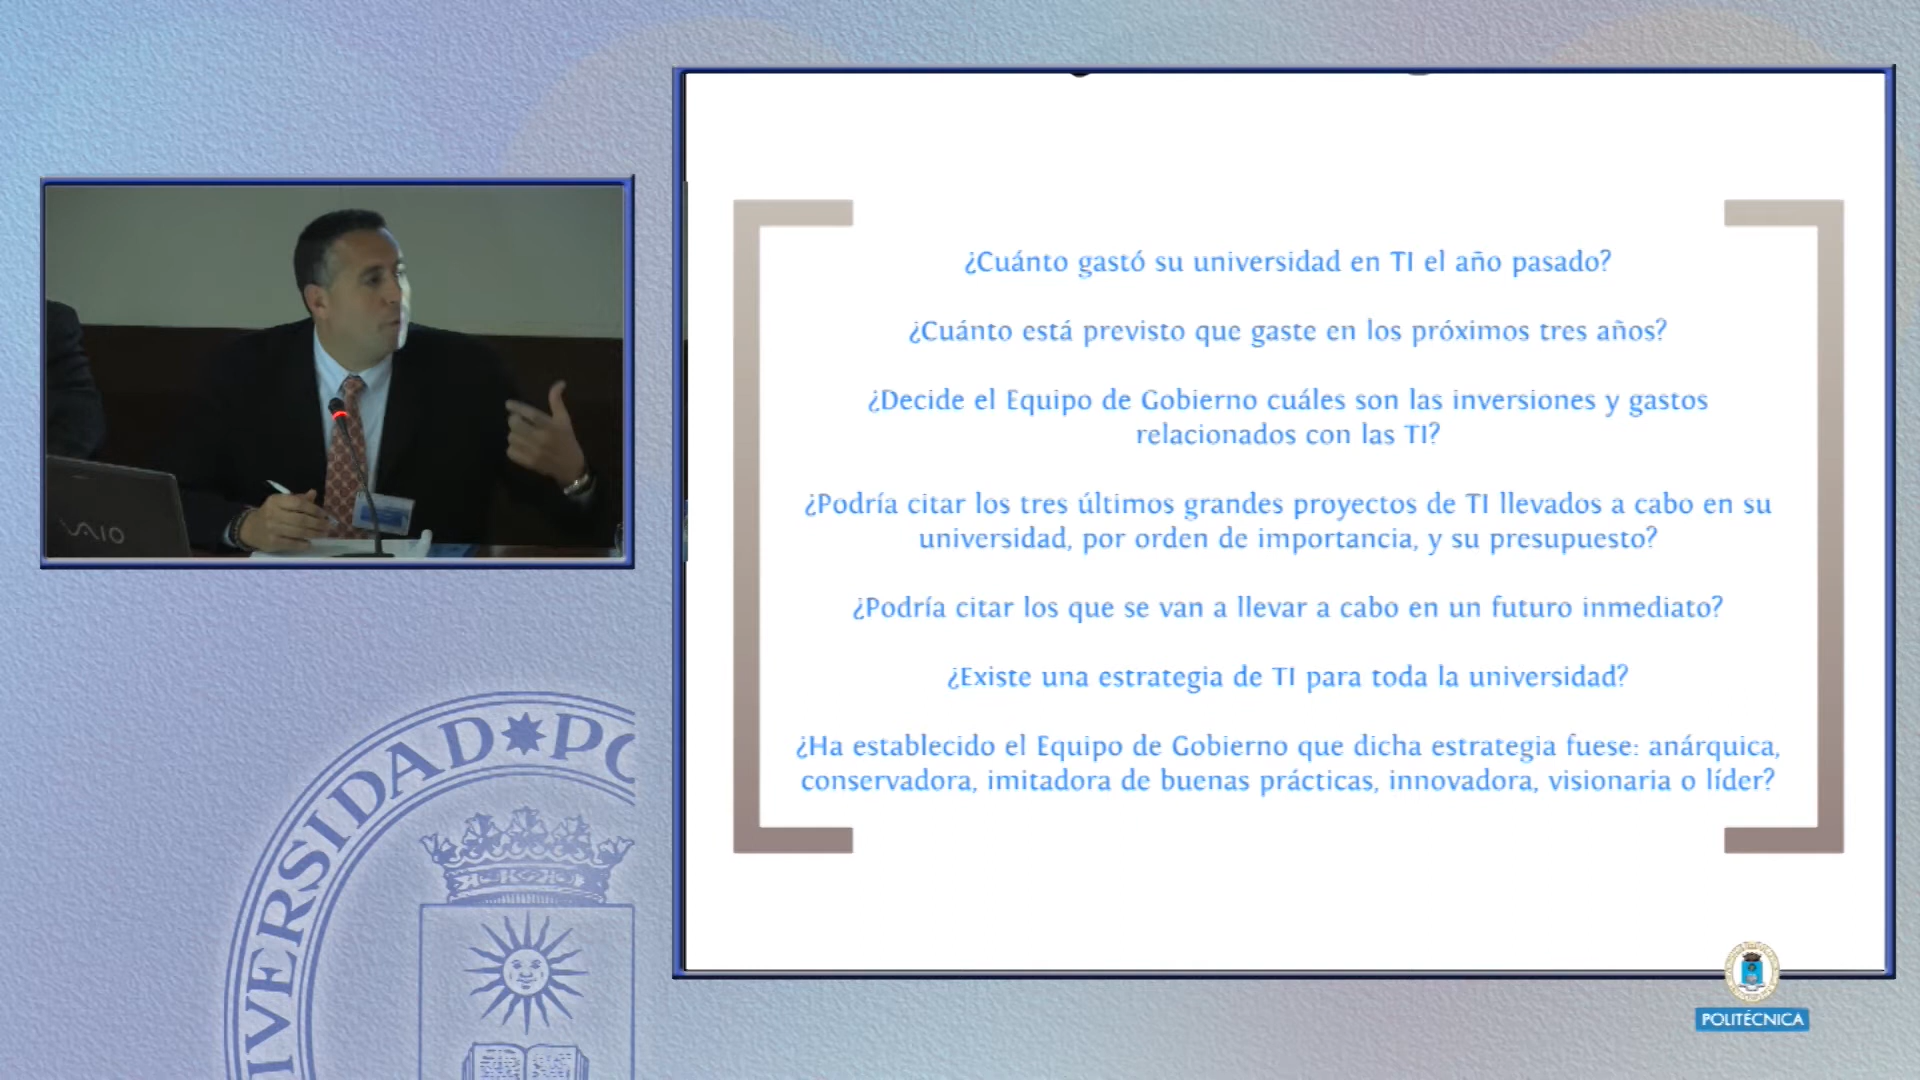 ¿Cuánto gastó su universidad en TI el año pasado?
¿Cuánto está previsto que gaste en los próximos tres años?
¿Decide el Equipo de Gobierno cuáles son las inversiones y gastos
relacionados con las TI?
¿Podría citar los tres últimos grandes proyectos de TI llevados a cabo en su
universidad, por orden de importancia, y su presupuesto?
¿Podría citar los que se van a llevar a cabo en un futuro inmediato?
¿Existe una estrategia de TI para toda la universidad?
¿Ha establecido el Equipo de Gobierno que dicha estrategia fuese: anárquica,
conservadora, imitadora de buenas prácticas, innovadora, visionaria o líder?
VAIO
IVERSIDAD PO
POLITÉCNICA